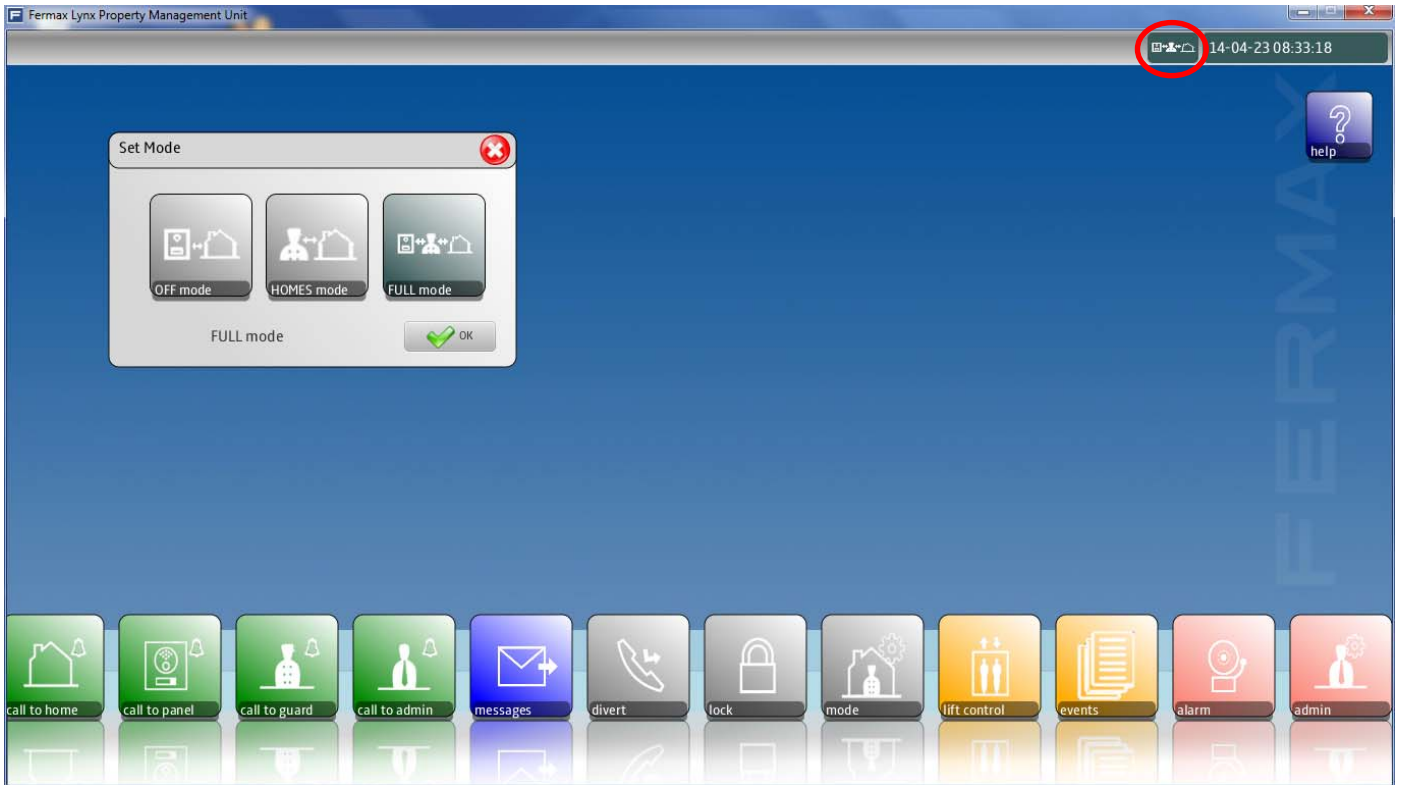 Fermax Lynx Property Management Unit
14-04-23 08:33:18
help
Set Mode
OFF mode
HOMES mode
FULL mode
FULL mode
OK
FERMAX
call to home
call to panel
call to guard
call to admin
messages
divert
lock
mode
lift control
events
alarm
admin